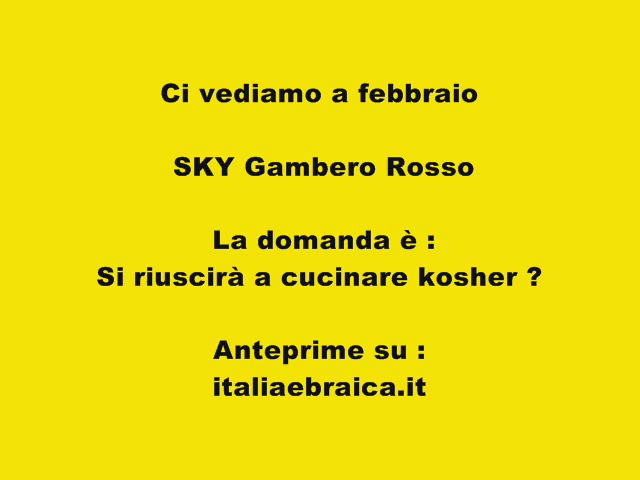 Ci vediamo a febbraio
SKY Gambero Rosso
La domanda è :
Si riuscirà a cucinare kosher ?
Anteprime su :
italiaebraica.it